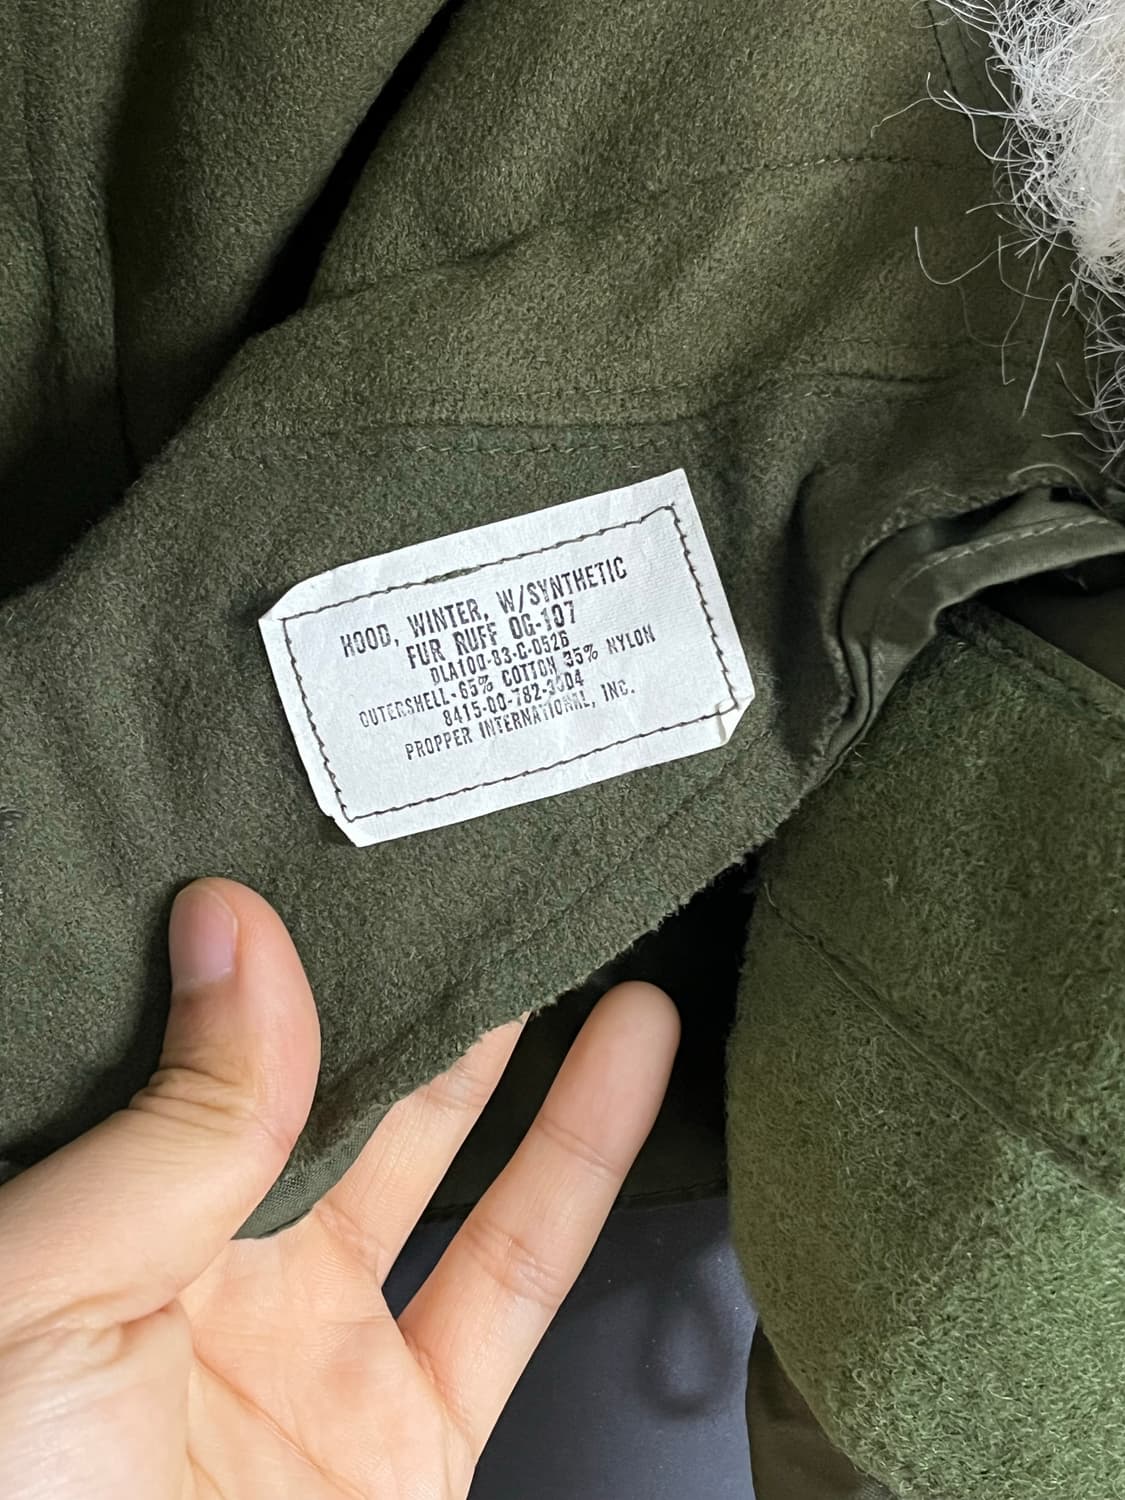 HOOD, WINTER, W/SYNTHETIC
FUR RUFF OG-107
DLA100-83-C-0526
OUTERSHELL-65% COTTON 35% NYLON
8415-00-782-3004
PROPPER INTERNATIONAL, INC.